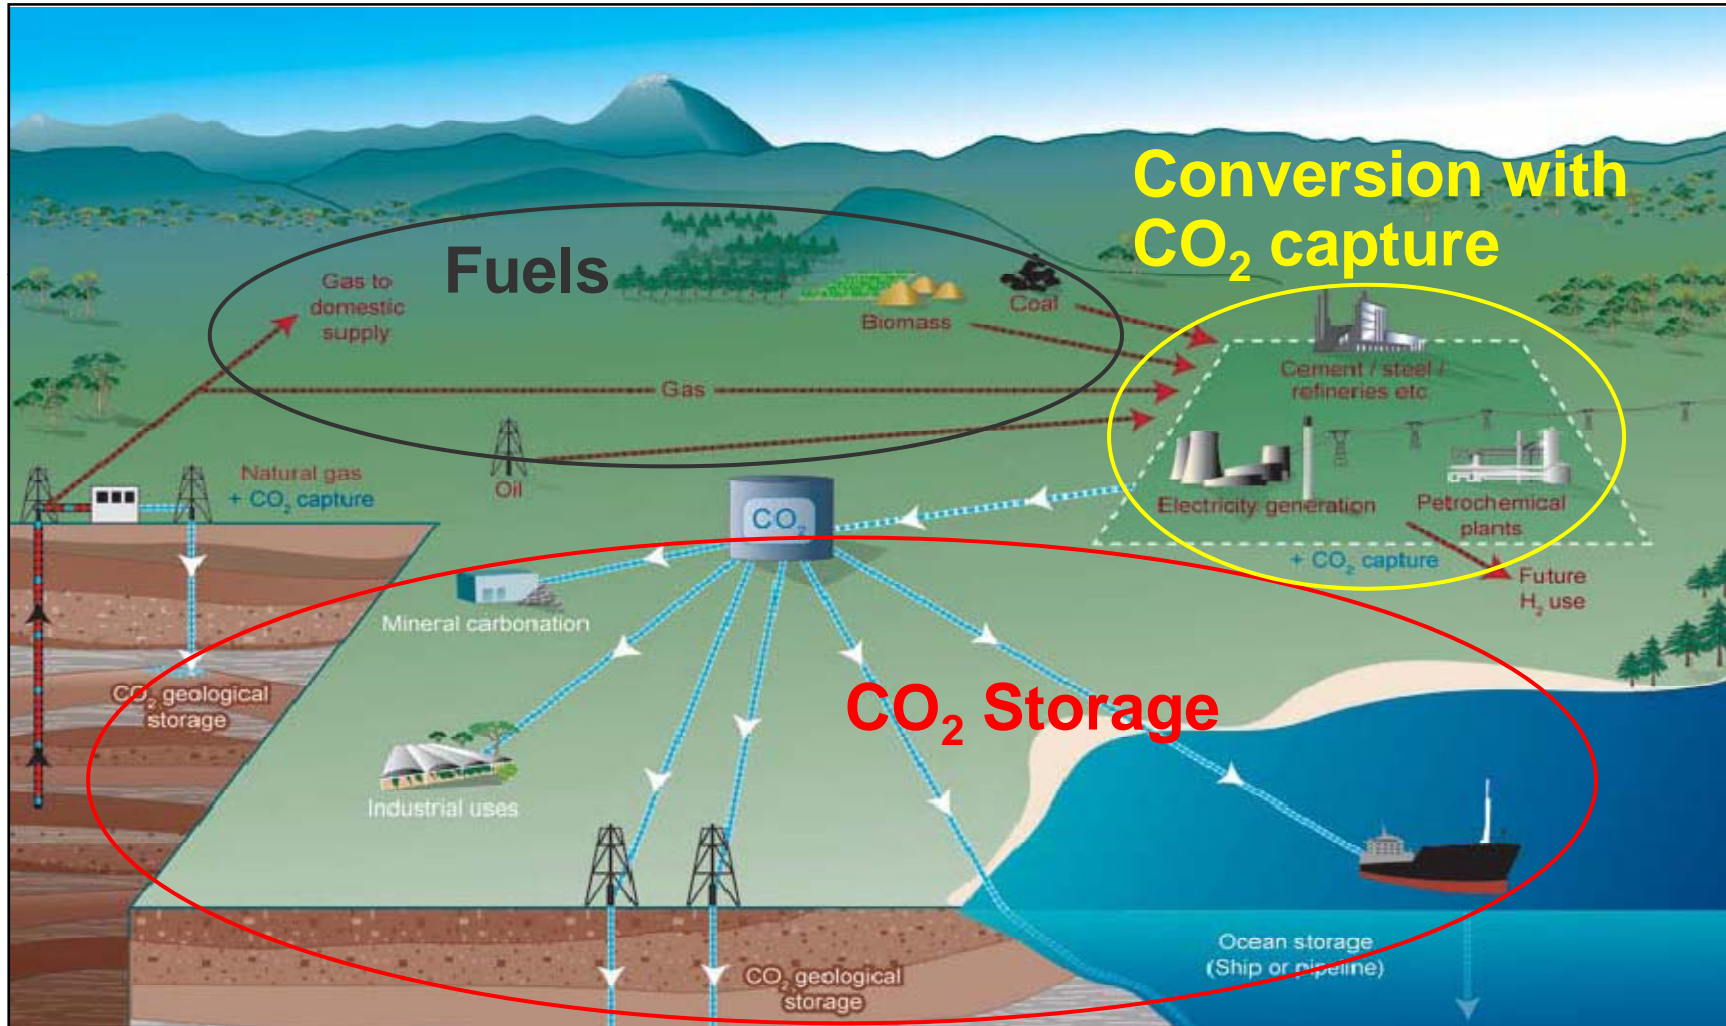 Conversion with
CO₂ capture
Fuels
Gas to
domestic
supply
Coal
Biomass
Gas
Cement / steel /
refineries etc
Natural gas
+ CO₂ capture
Oil
CO₂
Electricity generation
Petrochemical
plants
+ CO₂ capture
Future
H₂ use
Mineral carbonation
CO₂ geological
storage
CO₂ Storage
Industrial uses
Ocean storage
(Ship or pipeline)
CO₂ geological
storage